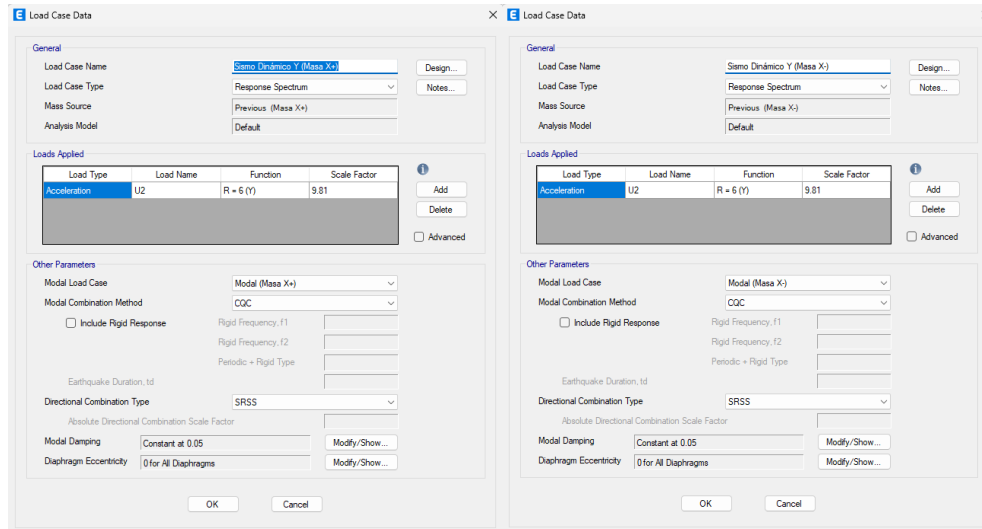 E Load Case Data
General
Load Case Name Sismo Dinámico Y (Masa X+) Design...
Load Case Type Response Spectrum Notes...
Mass Source Previous (Masa X+)
Analysis Model Default
Loads Applied
Load Type Load Name Function Scale Factor
Acceleration U2 R = 6 (Y) 9.81
Add
Delete
Advanced
Other Parameters
Modal Load Case Modal (Masa X+)
Modal Combination Method CQC
Include Rigid Response Rigid Frequency, f1
Rigid Frequency, f2
Periodic + Rigid Type
Earthquake Duration, td
Directional Combination Type SRSS
Absolute Directional Combination Scale Factor
Modal Damping Constant at 0.05 Modify/Show...
Diaphragm Eccentricity 0 for All Diaphragms Modify/Show...
OK Cancel
E Load Case Data
General
Load Case Name Sismo Dinámico Y (Masa X-) Design...
Load Case Type Response Spectrum Notes...
Mass Source Previous (Masa X-)
Analysis Model Default
Loads Applied
Load Type Load Name Function Scale Factor
Acceleration U2 R = 6 (Y) 9.81
Add
Delete
Advanced
Other Parameters
Modal Load Case Modal (Masa X-)
Modal Combination Method CQC
Include Rigid Response Rigid Frequency, f1
Rigid Frequency, f2
Periodic + Rigid Type
Earthquake Duration, td
Directional Combination Type SRSS
Absolute Directional Combination Scale Factor
Modal Damping Constant at 0.05 Modify/Show...
Diaphragm Eccentricity 0 for All Diaphragms Modify/Show...
OK Cancel